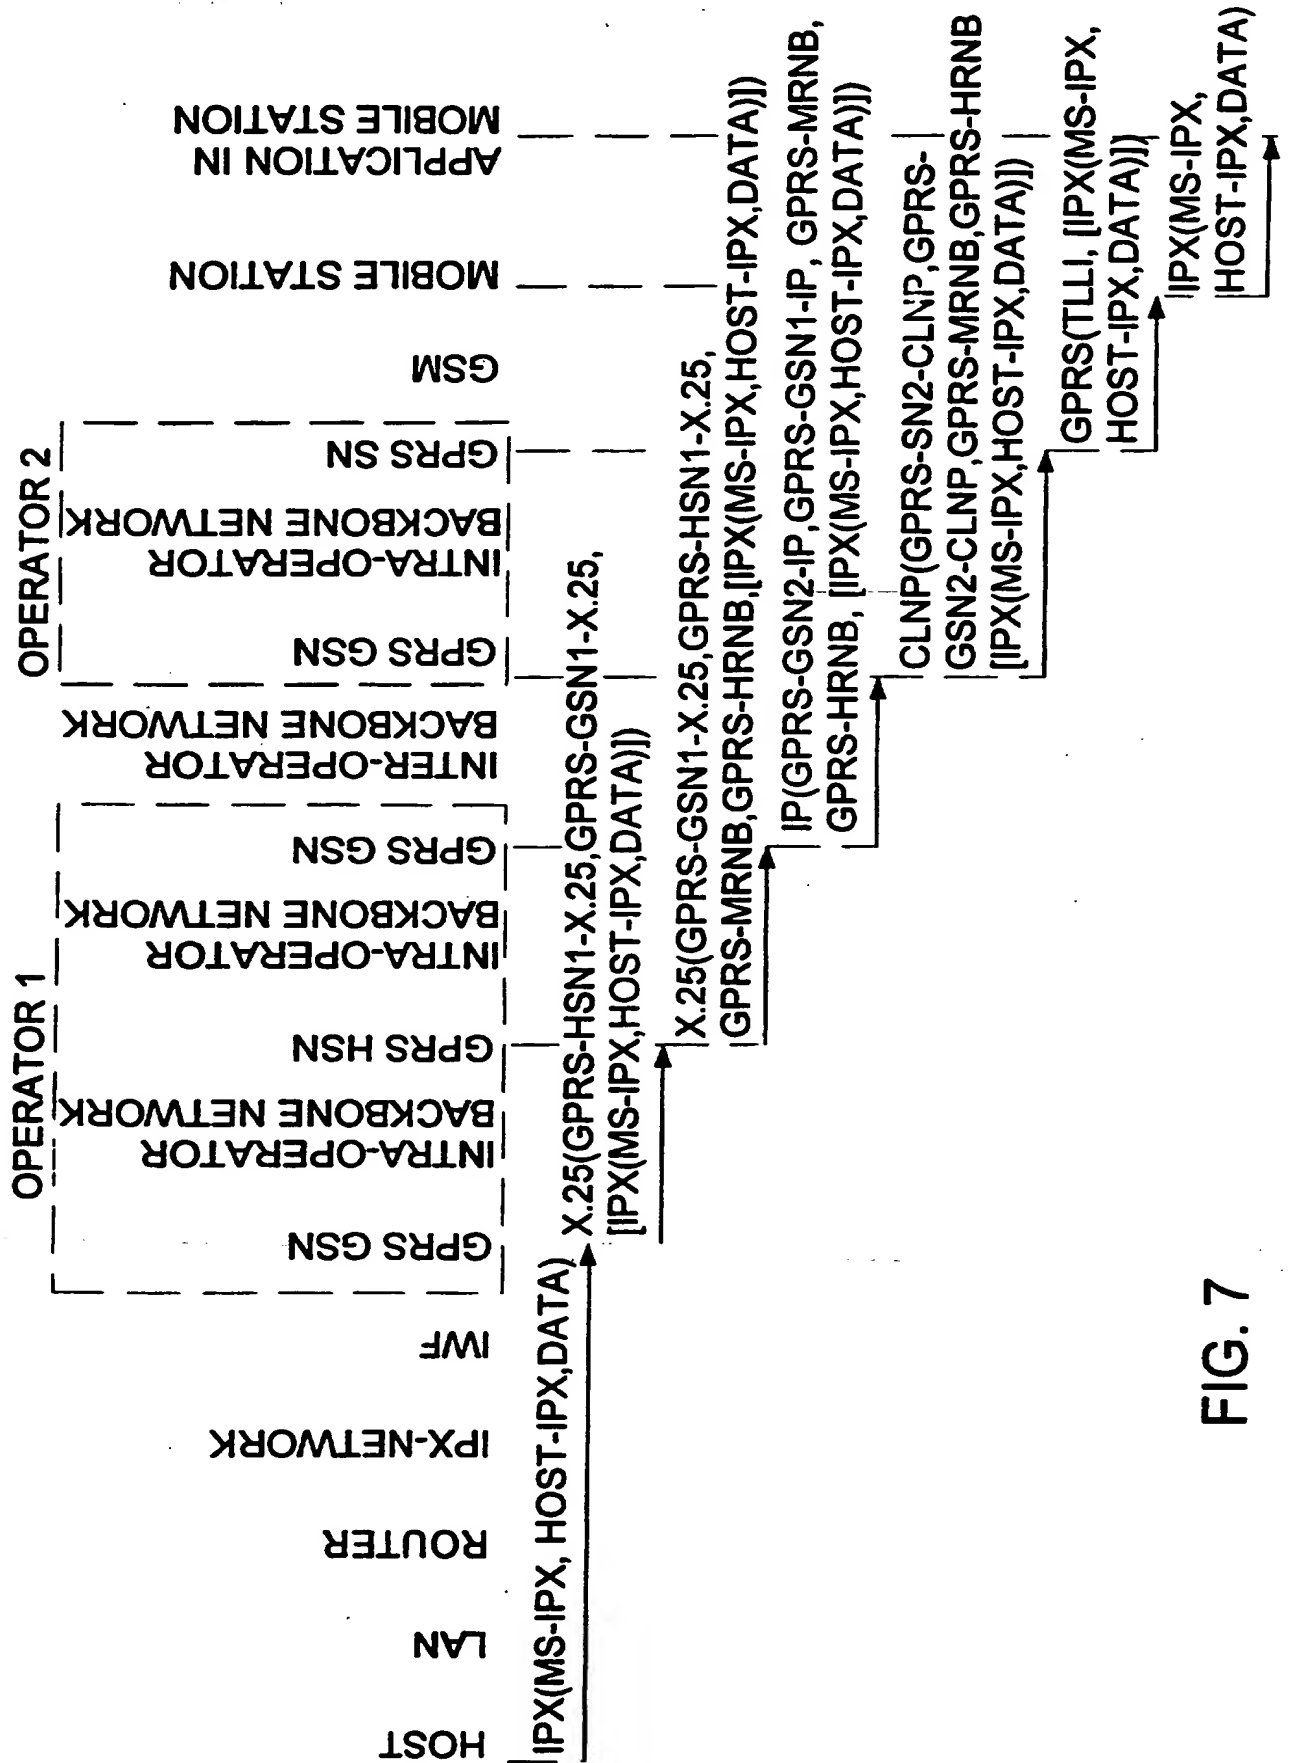 OPERATOR 1
OPERATOR 2
HOST
LAN
ROUTER
IPX-NETWORK
IWF
GPRS GSN
INTRA-OPERATOR
BACKBONE NETWORK
GPRS HSN
INTRA-OPERATOR
BACKBONE NETWORK
GPRS GSN
INTER-OPERATOR
BACKBONE NETWORK
GPRS GSN
INTRA-OPERATOR
BACKBONE NETWORK
GPRS SN
GSM
MOBILE STATION
APPLICATION IN
MOBILE STATION
IPX(MS-IPX, HOST-IPX,DATA)
X.25(GPRS-HSN1-X.25,GPRS-GSN1-X.25,
[IPX(MS-IPX,HOST-IPX,DATA)])
X.25(GPRS-GSN1-X.25,GPRS-HSN1-X.25,
GPRS-MRNB,GPRS-HRNB,[IPX(MS-IPX,HOST-IPX,DATA)])
IP(GPRS-GSN2-IP,GPRS-GSN1-IP, GPRS-MRNB,
GPRS-HRNB, [IPX(MS-IPX,HOST-IPX,DATA)])
CLNP(GPRS-SN2-CLNP,GPRS-
GSN2-CLNP,GPRS-MRNB,GPRS-HRNB
[IPX(MS-IPX,HOST-IPX,DATA)])
GPRS(TLLI, [IPX(MS-IPX,
HOST-IPX,DATA)])
IPX(MS-IPX,
HOST-IPX,DATA)
FIG. 7